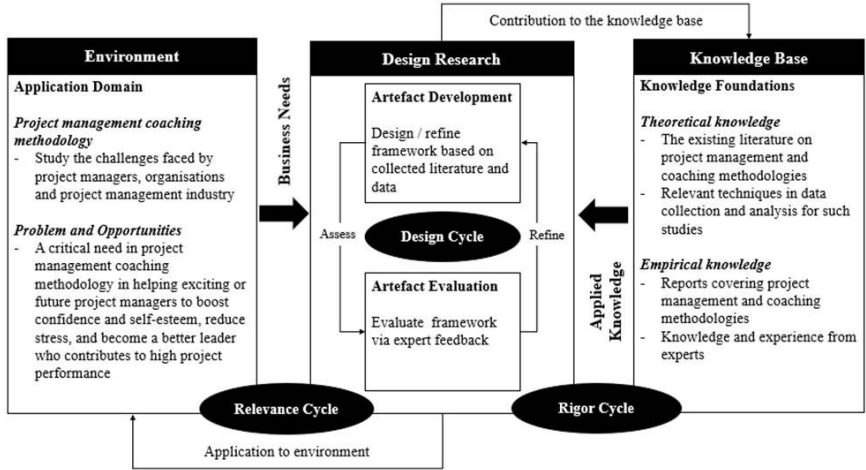 Contribution to the knowledge base
Environment
Application Domain
Project management coaching
methodology
- Study the challenges faced by
project managers, organisations
and project management industry
Problem and Opportunities
- A critical need in project
management coaching
methodology in helping exciting or
future project managers to boost
confidence and self-esteem, reduce
stress, and become a better leader
who contributes to high project
performance
Business Needs
Design Research
Artefact Development
Design / refine
framework based on
collected literature and
data
Assess
Design Cycle
Refine
Artefact Evaluation
Evaluate framework
via expert feedback
Applied
Knowledge
Knowledge Base
Knowledge Foundations
Theoretical knowledge
- The existing literature on
project management and
coaching methodologies
- Relevant techniques in data
collection and analysis for such
studies
Empirical knowledge
- Reports covering project
management and coaching
methodologies
- Knowledge and experience from
experts
Relevance Cycle
Rigor Cycle
Application to environment